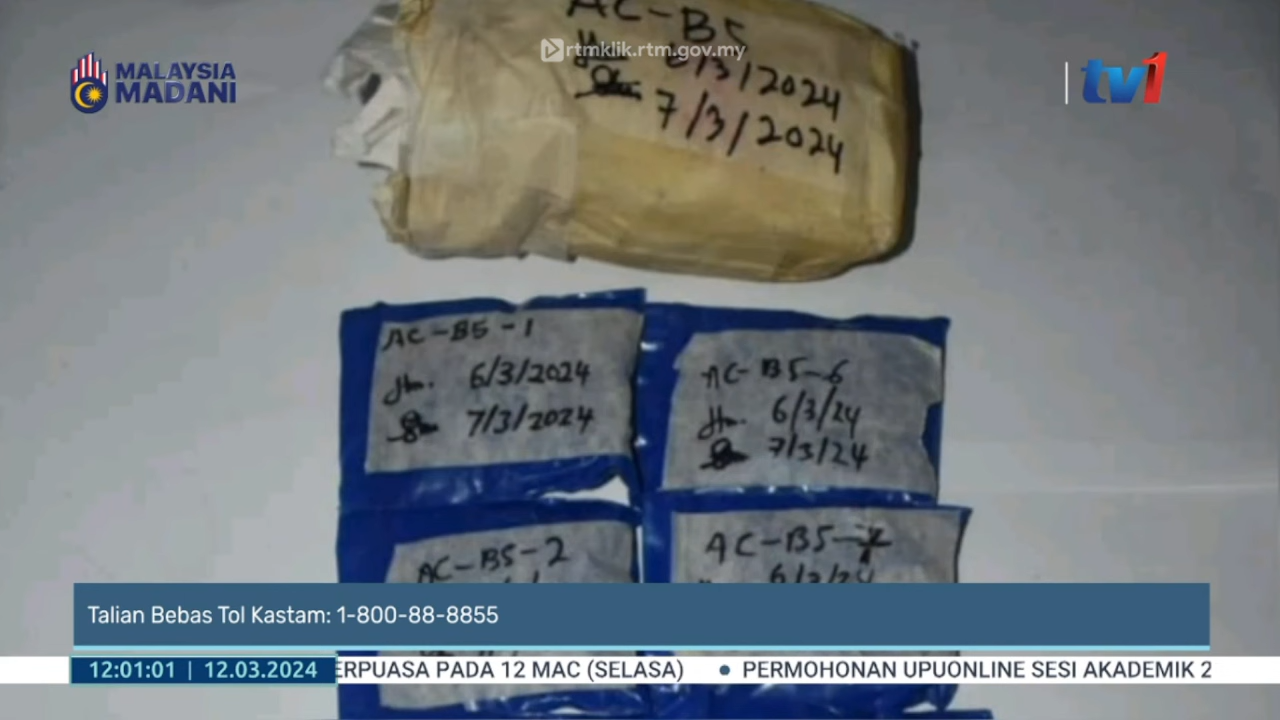 AC-B5
rtmklik.rtm.gov.my
6/3/2024
7/3/2024
MALAYSIA
MADANI
tv1
AC-B5-1
6/3/2024
7/3/2024
AC-B5-6
6/3/24
7/3/24
AC-B5-2
AC-B5-
6/3/24
Talian Bebas Tol Kastam: 1-800-88-8855
12:01:01 | 12.03.2024
ERPUASA PADA 12 MAC (SELASA) • PERMOHONAN UPUONLINE SESI AKADEMIK 2